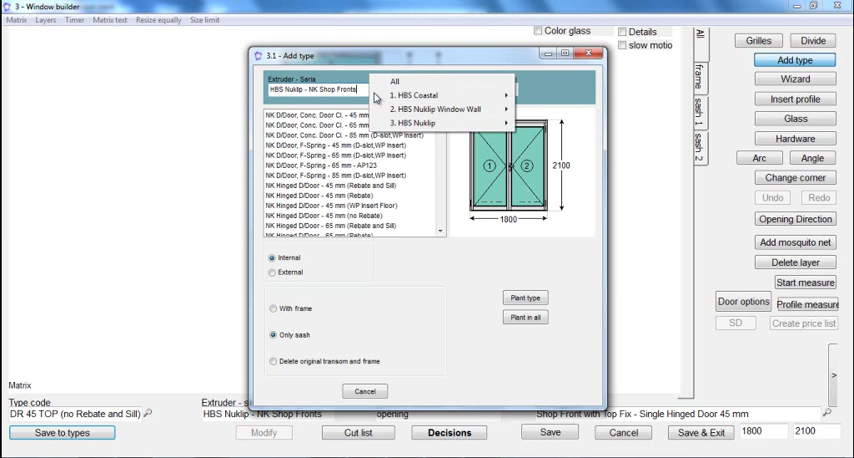 3 - Window builder
Matrix Layers Timer Matrix text Resize equally Size limit
Color glass
Details
slow motio
All
frame
sash 1
sash 2
Grilles Divide
Add type
Wizard
Insert profile
Glass
Hardware
Arc Angle
Change corner
Undo Redo
Opening Direction
Add mosquito net
Delete layer
Start measure
Door options Profile measure
SD Create price list
>
3.1 - Add type
Extruder - Seria
HBS Nuklip - NK Shop Fronts
All
1. HBS Coastal
2. HBS Nuklip Window Wall
3. HBS Nuklip
NK D/Door, Conc. Door Cl. - 45 mm
NK D/Door, Conc. Door Cl. - 65 mm
NK D/Door, Conc. Door Cl. - 85 mm (D-slot,WP Insert)
NK D/Door, F-Spring - 45 mm (D-slot,WP Insert)
NK D/Door, F-Spring - 65 mm - AP123
NK D/Door, F-Spring - 85 mm (D-slot,WP Insert)
NK Hinged D/Door - 45 mm (Rebate and Sill)
NK Hinged D/Door - 45 mm (Rebate)
NK Hinged D/Door - 45 mm (WP Insert Floor)
NK Hinged D/Door - 45 mm (no Rebate)
NK Hinged D/Door - 65 mm (Rebate and Sill)
NK Hinged D/Door - 65 mm (Rebate)
1 2
2100
1800
Internal
External
With frame
Only sash
Delete original transom and frame
Plant type
Plant in all
Cancel
Matrix
Type code
DR 45 TOP (no Rebate and Sill)
Extruder - s
HBS Nuklip - NK Shop Fronts
opening
Shop Front with Top Fix - Single Hinged Door 45 mm
Save to types Modify Cut list Decisions Save Cancel Save & Exit 1800 2100